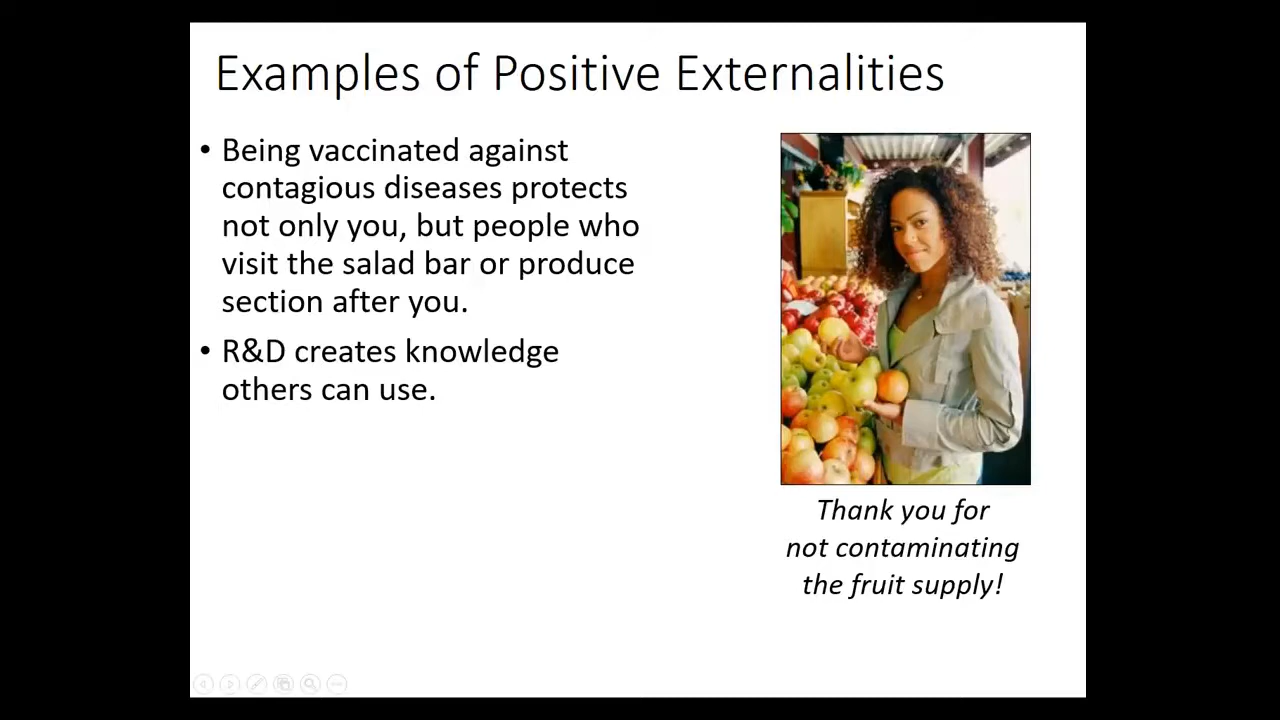 Examples of Positive Externalities
• Being vaccinated against
contagious diseases protects
not only you, but people who
visit the salad bar or produce
section after you.
• R&D creates knowledge
others can use.
Thank you for
not contaminating
the fruit supply!